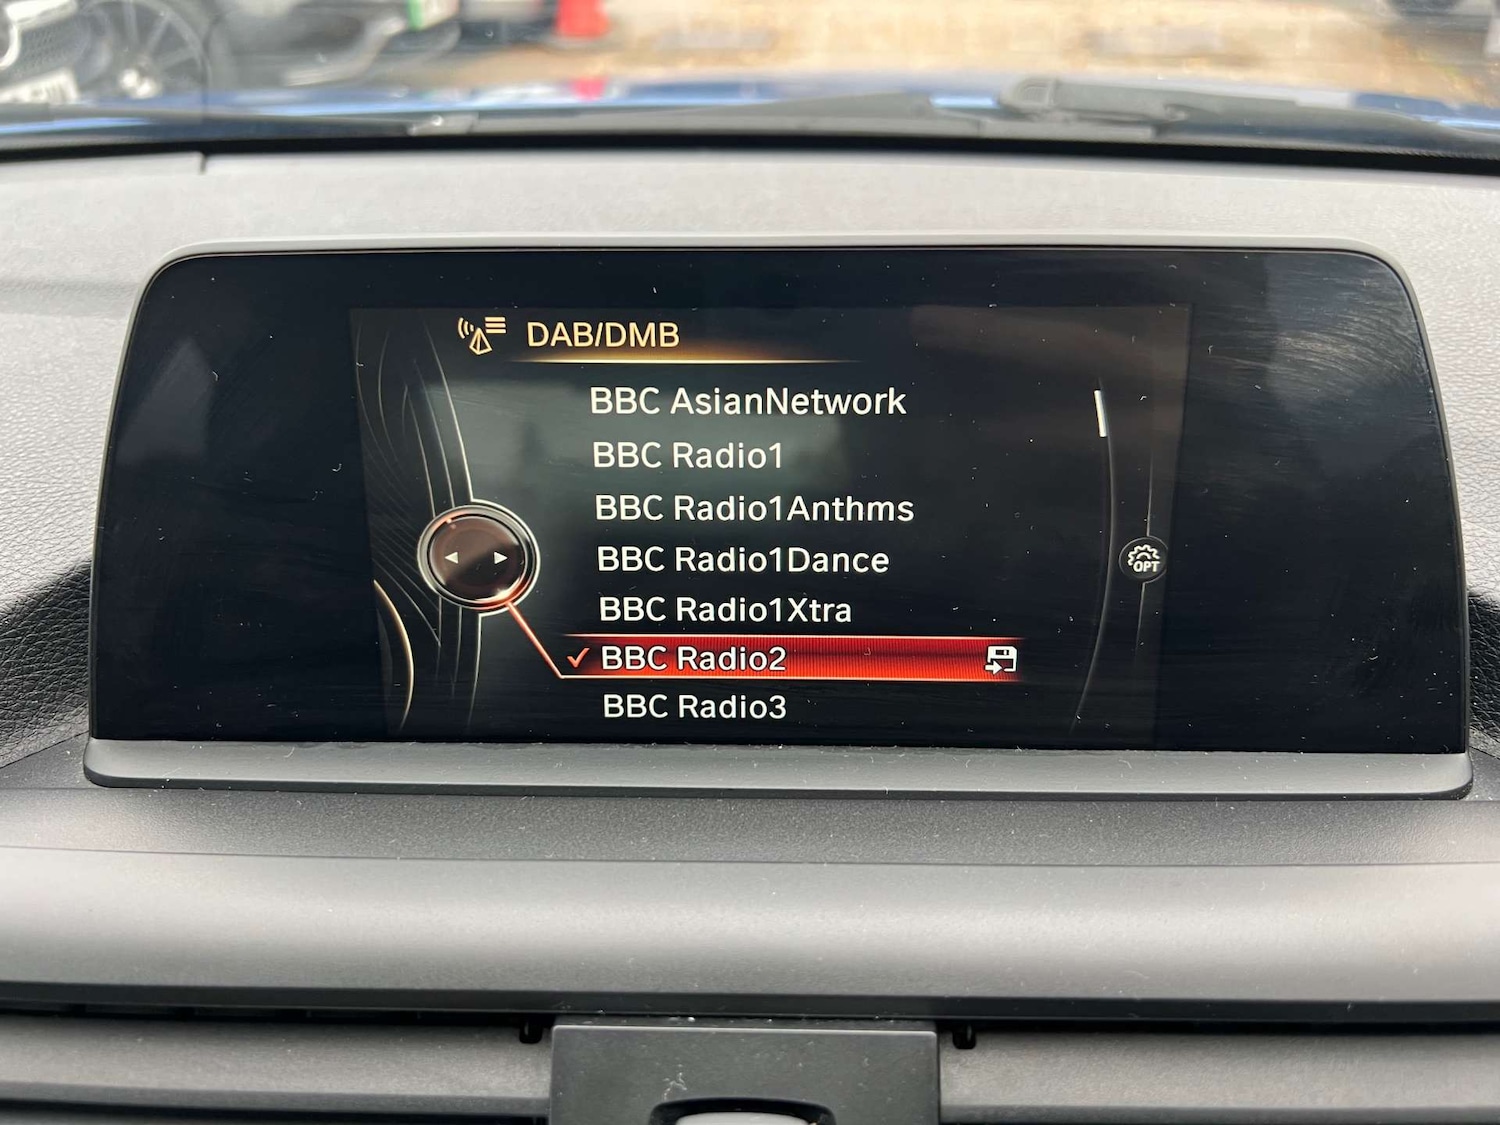 DAB/DMB
BBC AsianNetwork
BBC Radio1
BBC Radio1Anthms
BBC Radio1Dance
BBC Radio1Xtra
BBC Radio2
BBC Radio3
OPT